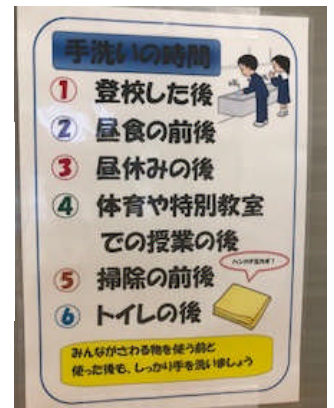 手洗いの時間
① 登校した後
② 昼食の前後
③ 昼休みの後
④ 体育や特別教室
での授業の後
⑤ 掃除の前後
⑥ トイレの後
みんながさわる物を使う前と
使った後も、しっかり手を洗いましょう